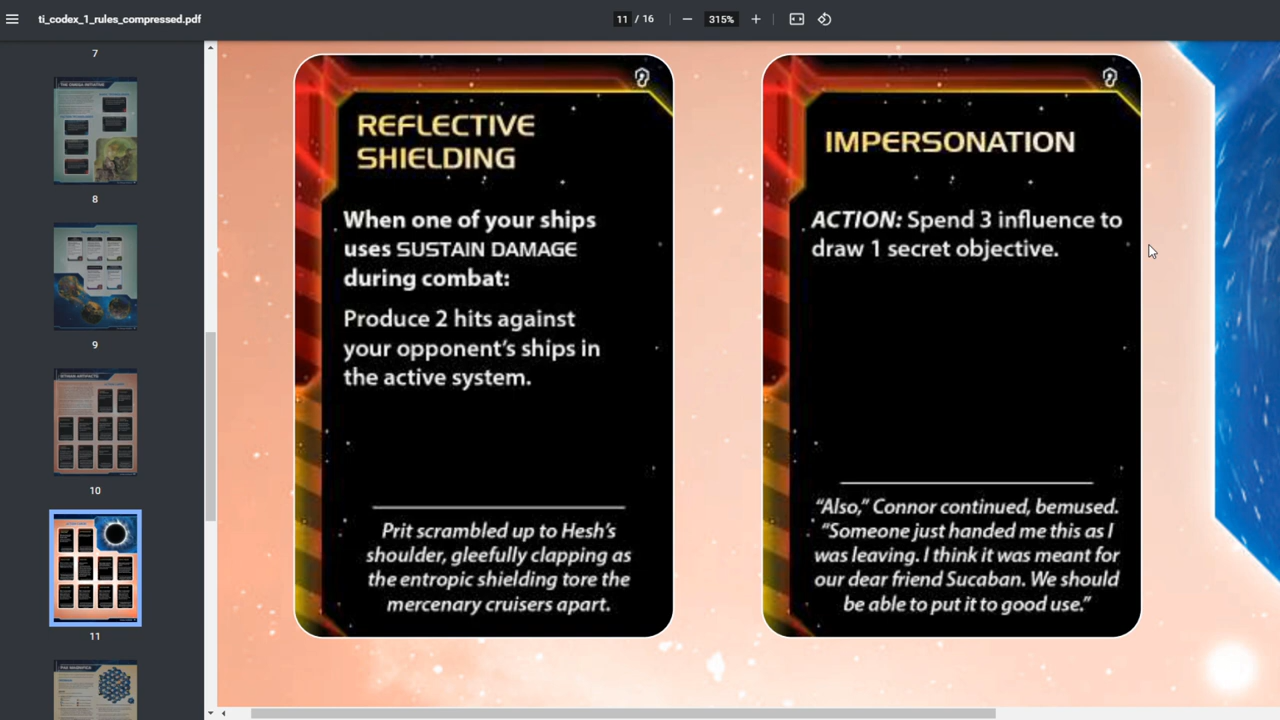 ti_codex_1_rules_compressed.pdf
11 / 16
315%
7
8
9
10
11
REFLECTIVE
SHIELDING
When one of your ships
uses SUSTAIN DAMAGE
during combat:
Produce 2 hits against
your opponent’s ships in
the active system.
Prit scrambled up to Hesh’s
shoulder, gleefully clapping as
the entropic shielding tore the
mercenary cruisers apart.
IMPERSONATION
ACTION: Spend 3 influence to
draw 1 secret objective.
“Also,” Connor continued, bemused.
“Someone just handed me this as I
was leaving. I think it was meant for
our dear friend Sucaban. We should
be able to put it to good use.”